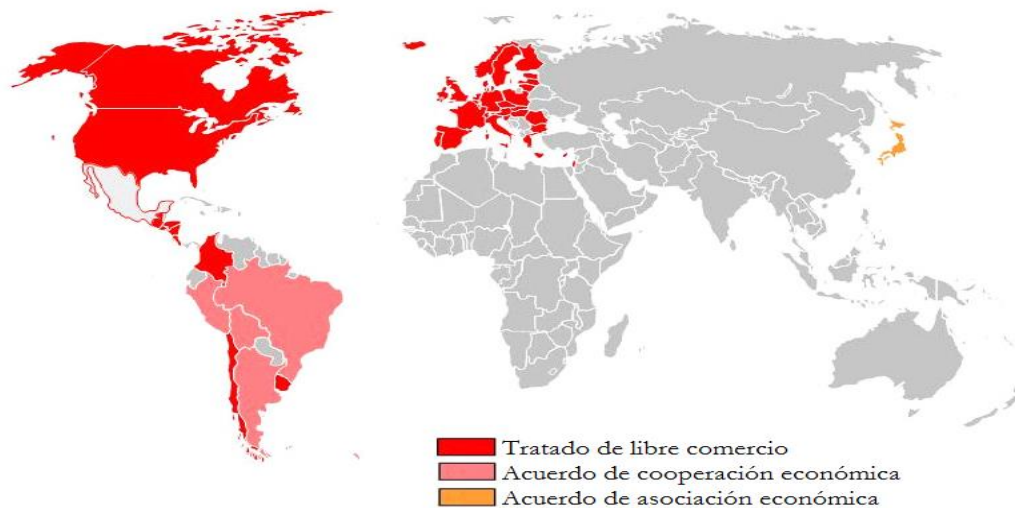 Tratado de libre comercio
Acuerdo de cooperación económica
Acuerdo de asociación económica